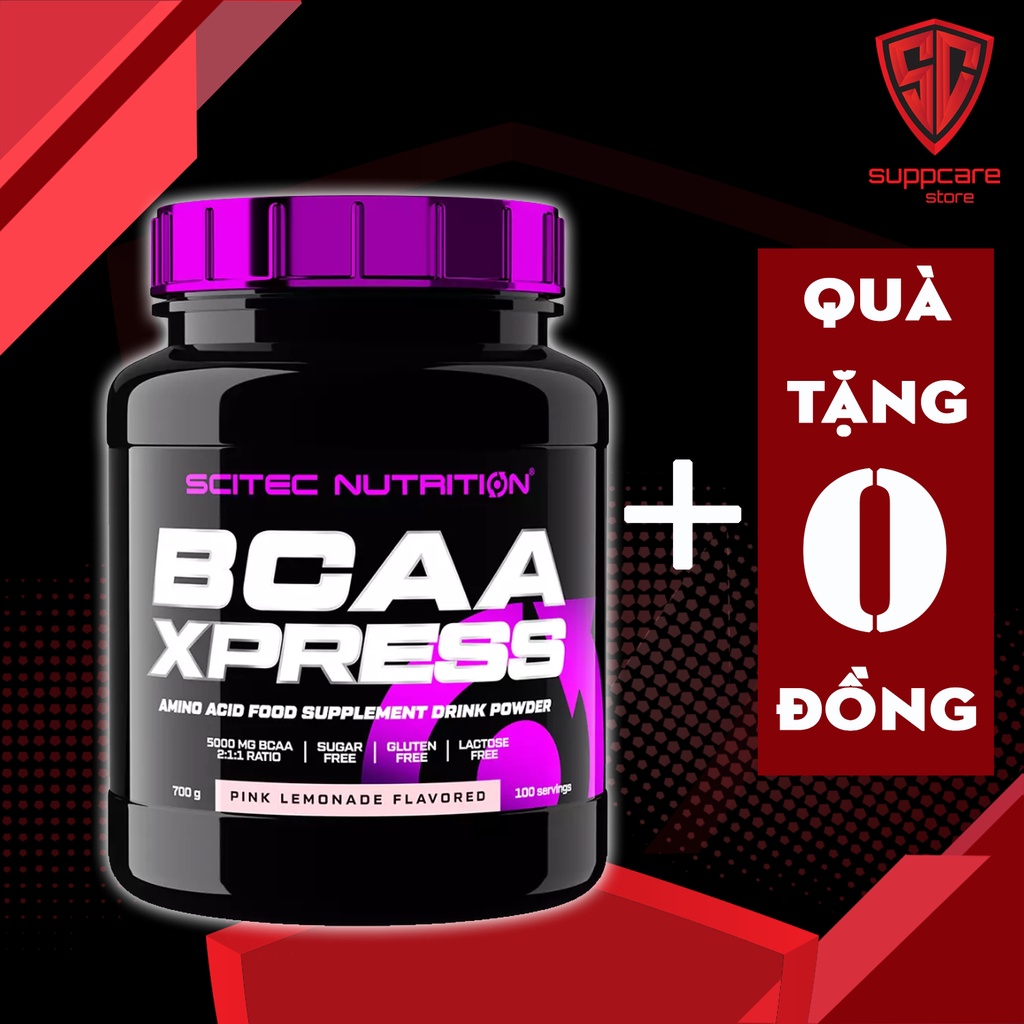 SC
suppcare
store
QUÀ
TẶNG
0
ĐỒNG
+
SCITEC NUTRITION®
BCAA
XPRESS
AMINO ACID FOOD SUPPLEMENT DRINK POWDER
5000 MG BCAA
2:1:1 RATIO
SUGAR
FREE
GLUTEN
FREE
LACTOSE
FREE
700 g
PINK LEMONADE FLAVORED
100 servings